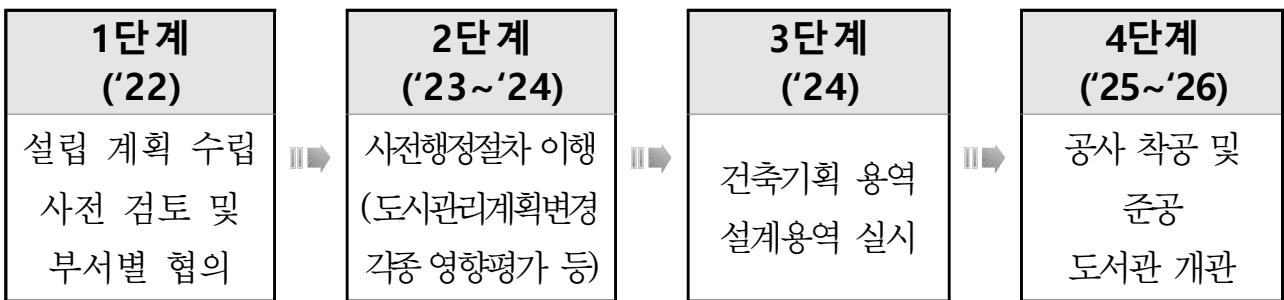 1단계
(‘22)
설립 계획 수립
사전 검토 및
부서별 협의
2단계
(‘23~‘24)
사전행정절차 이행
(도시관리계획변경
각종 영향평가 등)
3단계
(‘24)
건축기획 용역
설계용역 실시
4단계
(‘25~‘26)
공사 착공 및
준공
도서관 개관